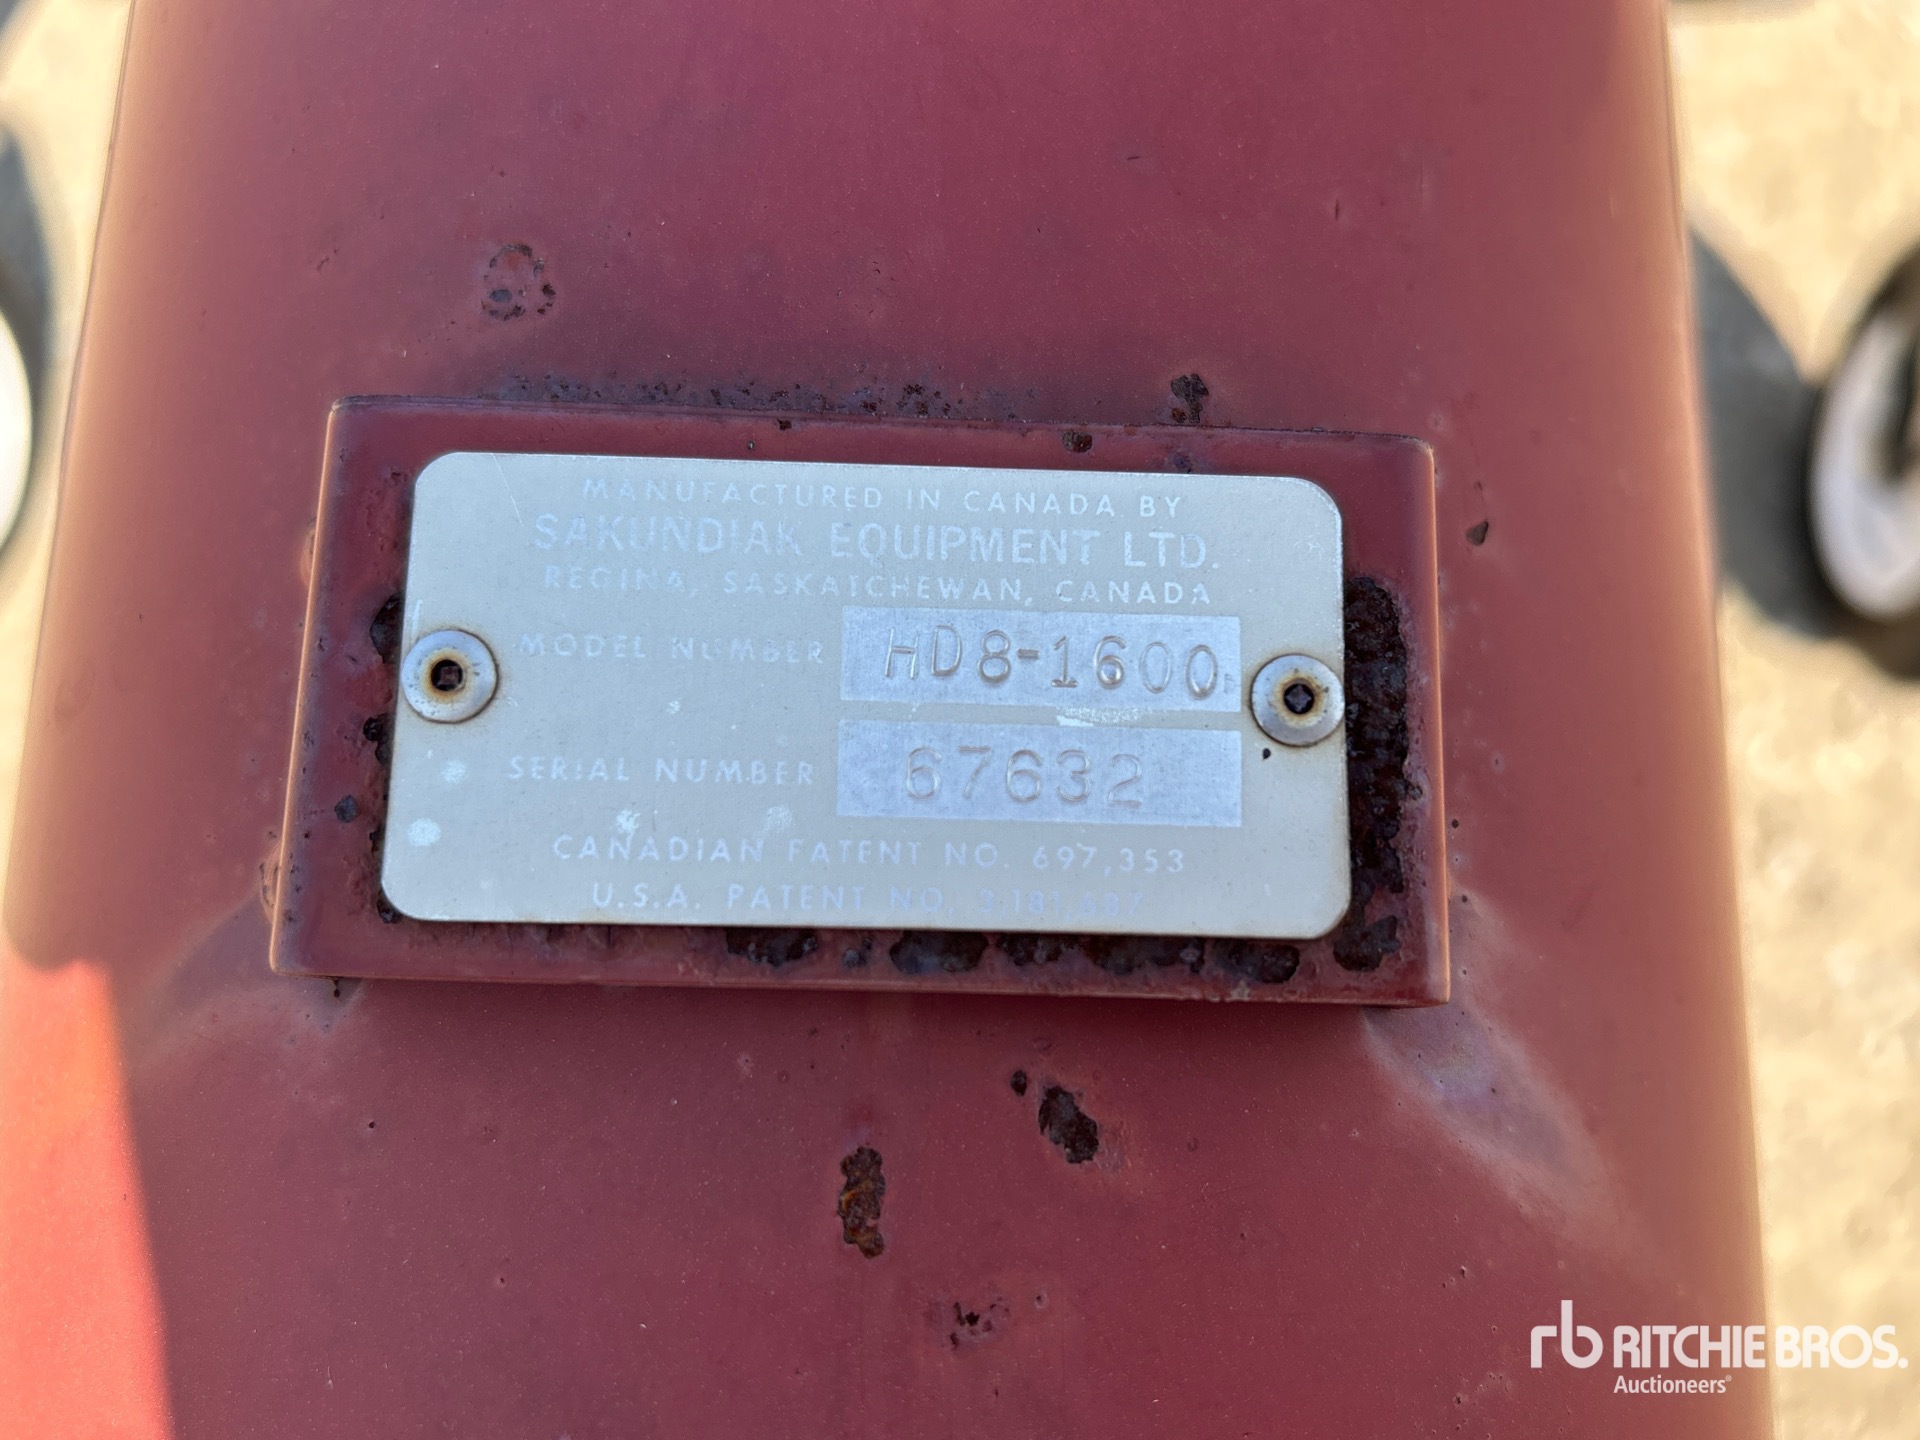 MANUFACTURED IN CANADA BY
SAKUNDIAK EQUIPMENT LTD.
REGINA, SASKATCHEWAN, CANADA
MODEL NUMBER HD8-1600
SERIAL NUMBER 67632
CANADIAN PATENT NO. 697,353
U.S.A. PATENT NO.
rb RITCHIE BROS.
Auctioneers®